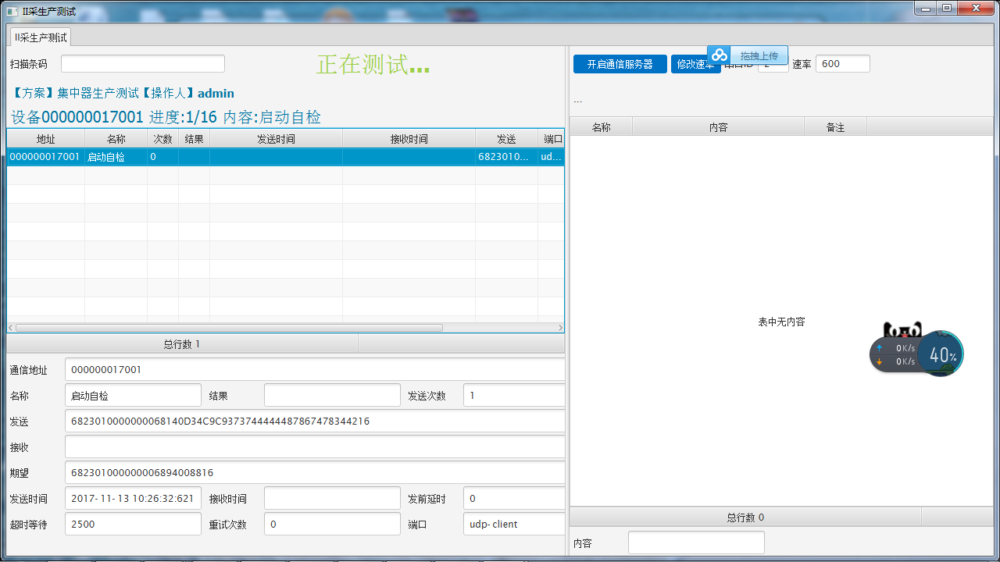 II采生产测试
II采生产测试
扫描条码
正在测试...
【方案】集中器生产测试【操作人】admin
设备000000017001 进度:1/16 内容:启动自检
地址 名称 次数 结果 发送时间 接收时间 发送 端口
000000017001 启动自检 0 6823010... ud...
总行数 1
通信地址 000000017001
名称 启动自检 结果 发送次数 1
发送 6823010000000068140D34C9C93737444444487867478344216
接收
期望 682301000000006894008816
发送时间 2017-11-13 10:26:32:621 接收时间 发前延时 0
超时等待 2500 重试次数 0 端口 udp-client
开启通信服务器 修改速率 串口ID 2 速率 600
拖拽上传
...
名称 内容 备注
表中无内容
0K/s
0K/s
40%
总行数 0
内容